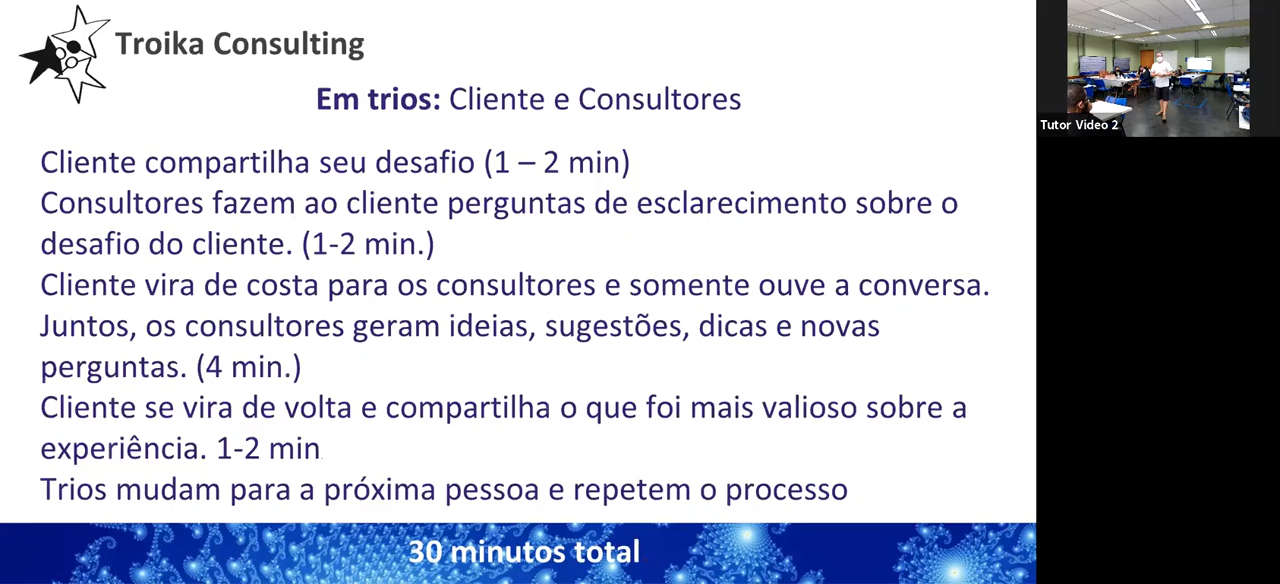 Troika Consulting
Em trios: Cliente e Consultores
Cliente compartilha seu desafio (1 – 2 min)
Consultores fazem ao cliente perguntas de esclarecimento sobre o
desafio do cliente. (1-2 min.)
Cliente vira de costa para os consultores e somente ouve a conversa.
Juntos, os consultores geram ideias, sugestões, dicas e novas
perguntas. (4 min.)
Cliente se vira de volta e compartilha o que foi mais valioso sobre a
experiência. 1-2 min
Trios mudam para a próxima pessoa e repetem o processo
30 minutos total
Tutor Video 2